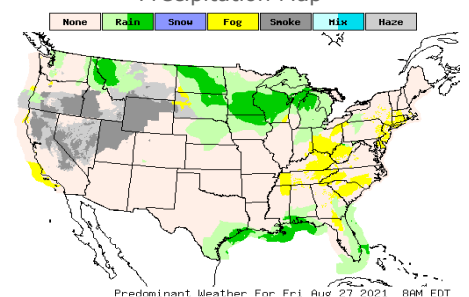 Precipitation Map
None Rain Snow Fog Smoke Mix Haze
Predominant Weather For Fri Aug 27 2021 8AM EDT